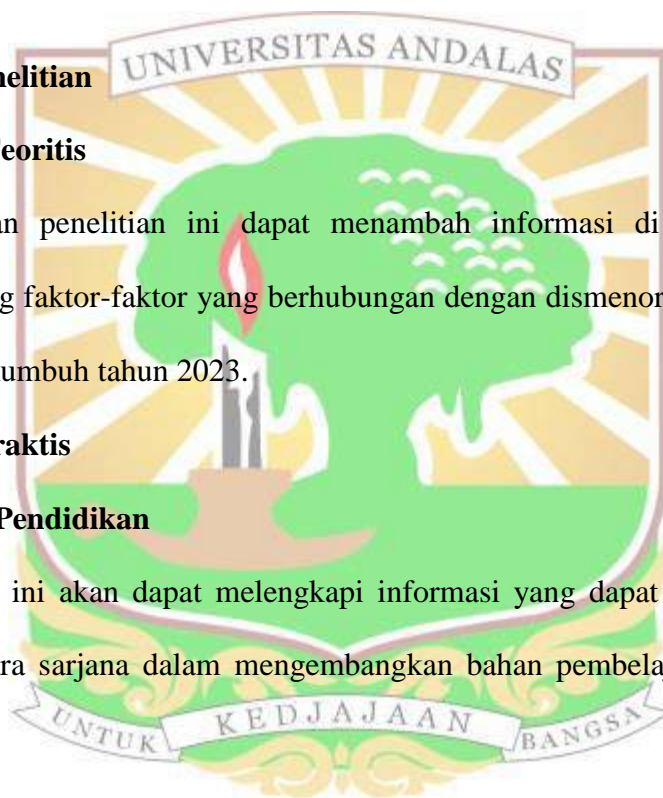 UNIVERSITAS ANDALAS
nelitian
eoritis
an penelitian ini dapat menambah informasi di
g faktor-faktor yang berhubungan dengan dismenor
umbuh tahun 2023.
raktis
Pendidikan
ini akan dapat melengkapi informasi yang dapat
ra sarjana dalam mengembangkan bahan pembela
UNTUK KEDJAJAAN BANGSA